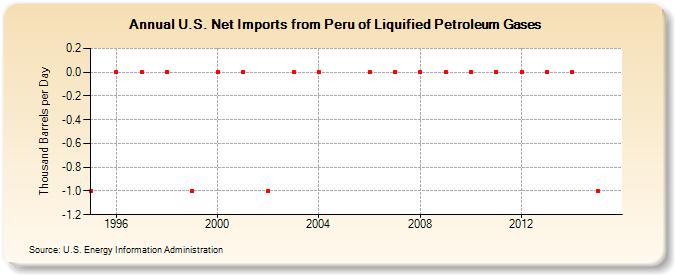 Annual U.S. Net Imports from Peru of Liquified Petroleum Gases
Thousand Barrels per Day
0.2
0.0
-0.2
-0.4
-0.6
-0.8
-1.0
-1.2
1996 2000 2004 2008 2012
Source: U.S. Energy Information Administration